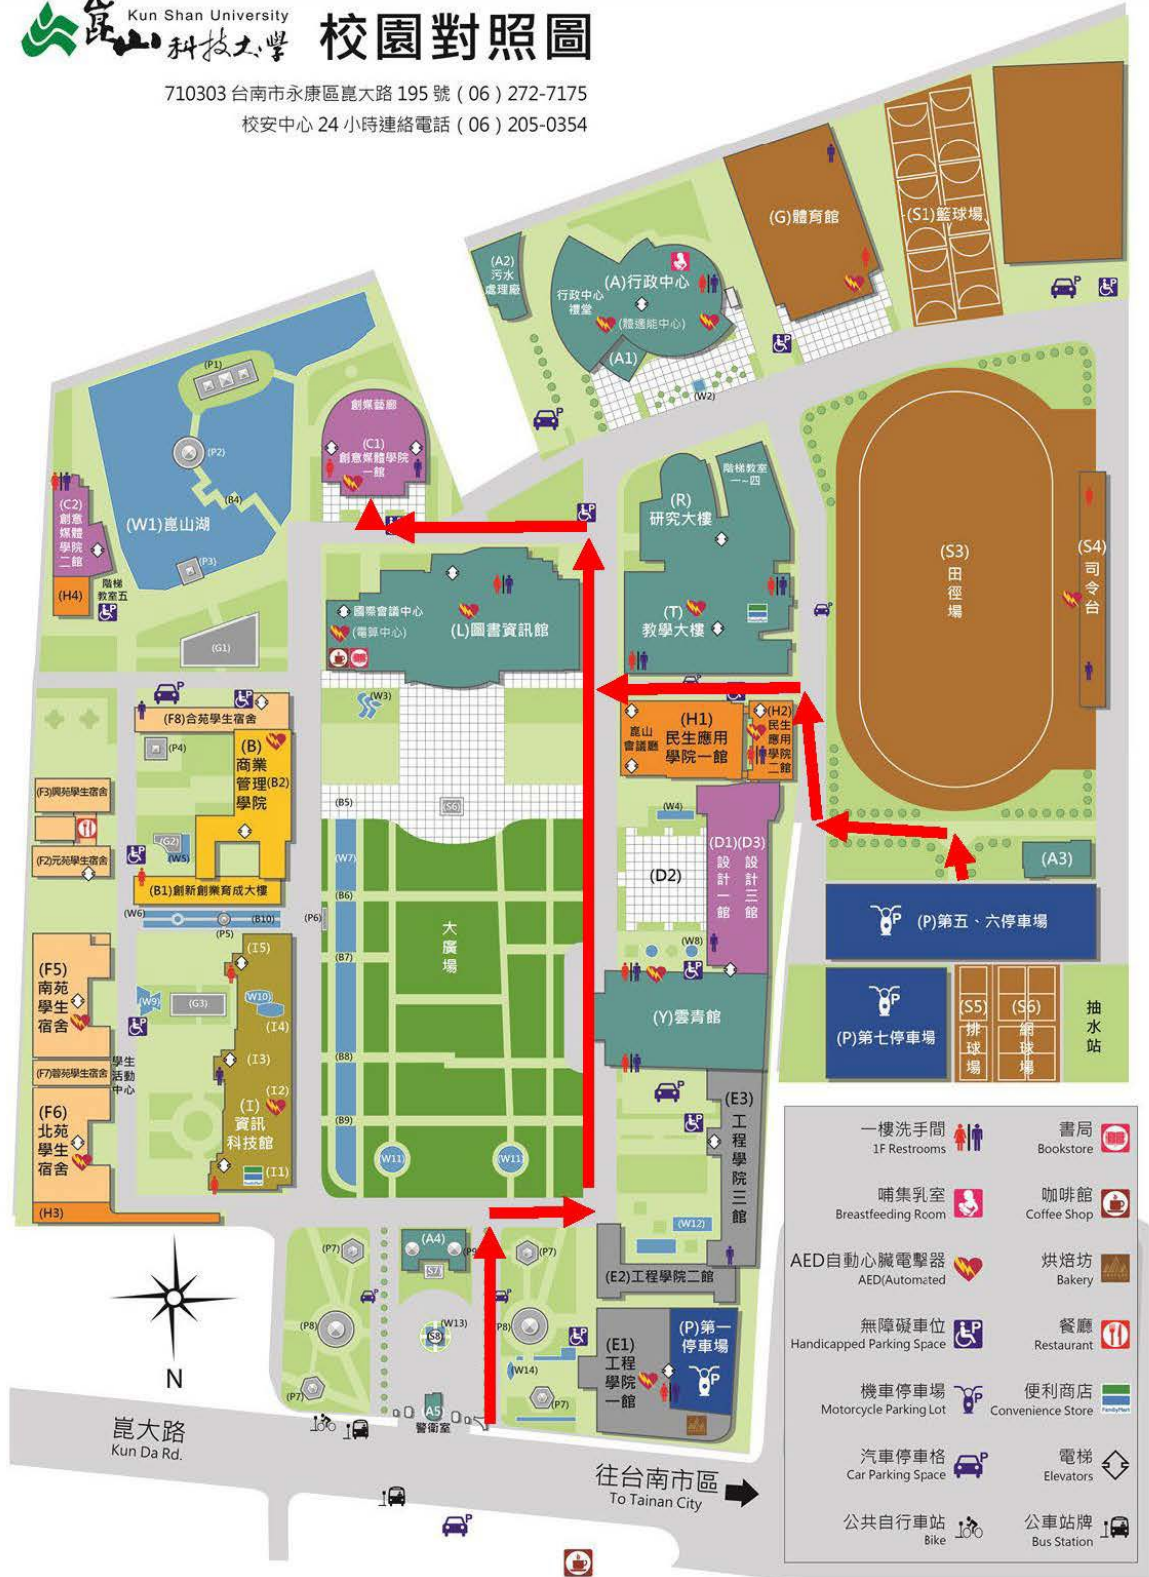 Kun Shan University
崑山科技大學
校園對照圖
710303 台南市永康區崑大路 195 號 ( 06 ) 272-7175
校安中心 24 小時連絡電話 ( 06 ) 205-0354
(G)體育館
(S1)籃球場
(A2)
污水
處理廠
(A)行政中心
行政中心
禮堂
(體適能中心)
(A1)
(W2)
(P1)
(P2)
(B4)
(W1)崑山湖
(P3)
創媒藝廊
(C1)
創意媒體學院
一館
(C2)
創意
媒體
學院
二館
(H4)
階梯
教室五
(G1)
階梯教室
一~四
(R)
研究大樓
(T)
教學大樓
(S3)
田
徑
場
(S4)
司
令
台
國際會議中心
(電算中心)
(L)圖書資訊館
(W3)
(F8)合苑學生宿舍
(P4)
(B)
商業
管理(B2)
學院
(F3)興苑學生宿舍
(F2)元苑學生宿舍
(G2)
(W5)
(B1)創新創業育成大樓
(W6)
(B10)
(P5)
(P6)
崑山
會議廳
(H1)
民生應用
學院一館
(H2)
民生
應用
學院
二館
(B5)
(S6)
(W7)
(B6)
(B7)
(B8)
(B9)
大
廣
場
(W4)
(D2)
(D1)(D3)
設 設
計 計
一 三
館 館
(W8)
(A3)
(P)第五、六停車場
(P)第七停車場
(S5)
排
球
場
(S6)
網
球
場
抽
水
站
(Y)雲青館
(F5)
南苑
學生
宿舍
(F7)蓉苑學生宿舍
(F6)
北苑
學生
宿舍
(H3)
學生
活動
中心
(W9)
(G3)
(I5)
(W10)
(I4)
(I3)
(I2)
(I)
資訊
科技館
(I1)
(W11)
(W11)
(E3)
工
程
學
院
三
館
(W12)
(E2)工程學院二館
(E1)
工程
學院
一館
(P)第一
停車場
(A4)
(S7)
(P7)
(P7)
(P8)
(P8)
(W13)
(S8)
(W14)
(P7)
(P7)
(A5)
警衛室
N
崑大路
Kun Da Rd.
往台南市區
To Tainan City
一樓洗手間
1F Restrooms
書局
Bookstore
哺集乳室
Breastfeeding Room
咖啡館
Coffee Shop
AED自動心臟電擊器
AED(Automated
烘焙坊
Bakery
無障礙車位
Handicapped Parking Space
餐廳
Restaurant
機車停車場
Motorcycle Parking Lot
便利商店
Convenience Store
FamilyMart
汽車停車格
Car Parking Space
電梯
Elevators
公共自行車站
Bike
公車站牌
Bus Station